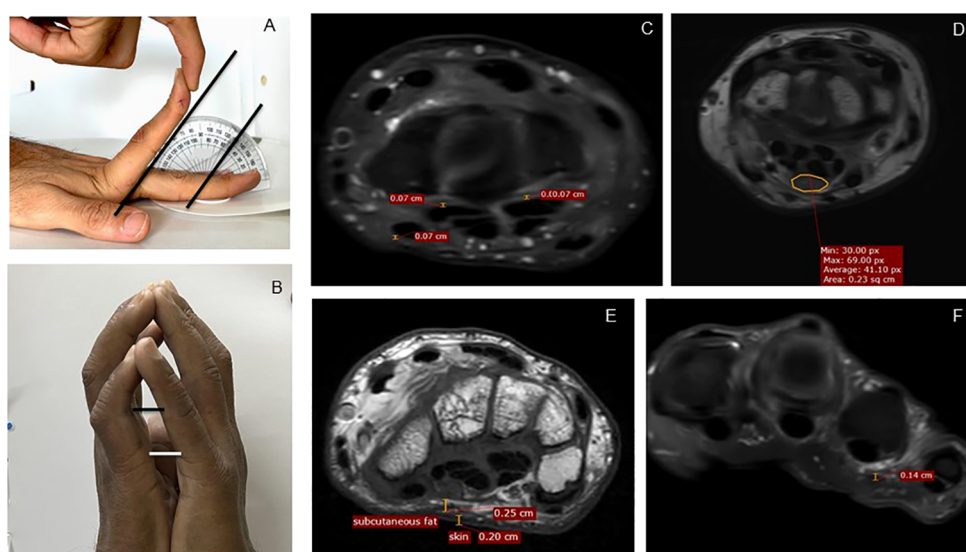 A
B
C
0.07 cm
0.(0.07 cm
0.07 cm
D
Min: 30.00 px
Max: 69.00 px
Average: 41.10 px
Area: 0.23 sq cm
E
0.25 cm
subcutaneous fat
skin
0.20 cm
F
0.14 cm